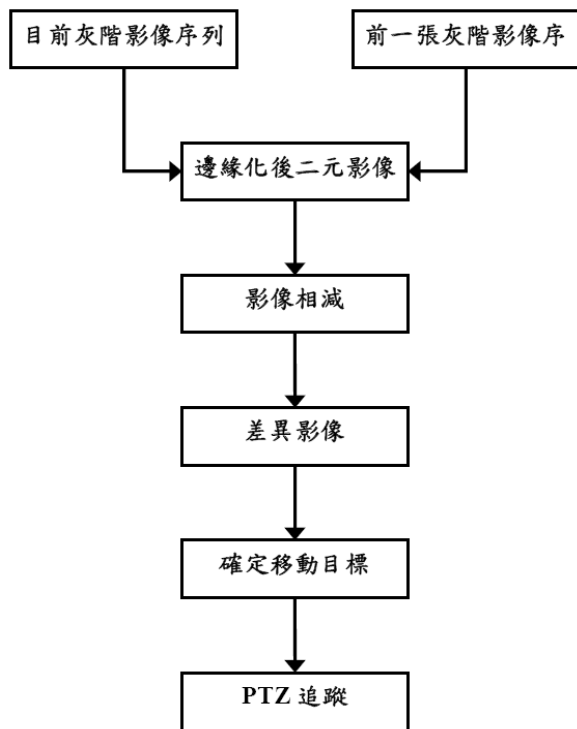 目前灰階影像序列
前一張灰階影像序
邊緣化後二元影像
影像相減
差異影像
確定移動目標
PTZ 追蹤